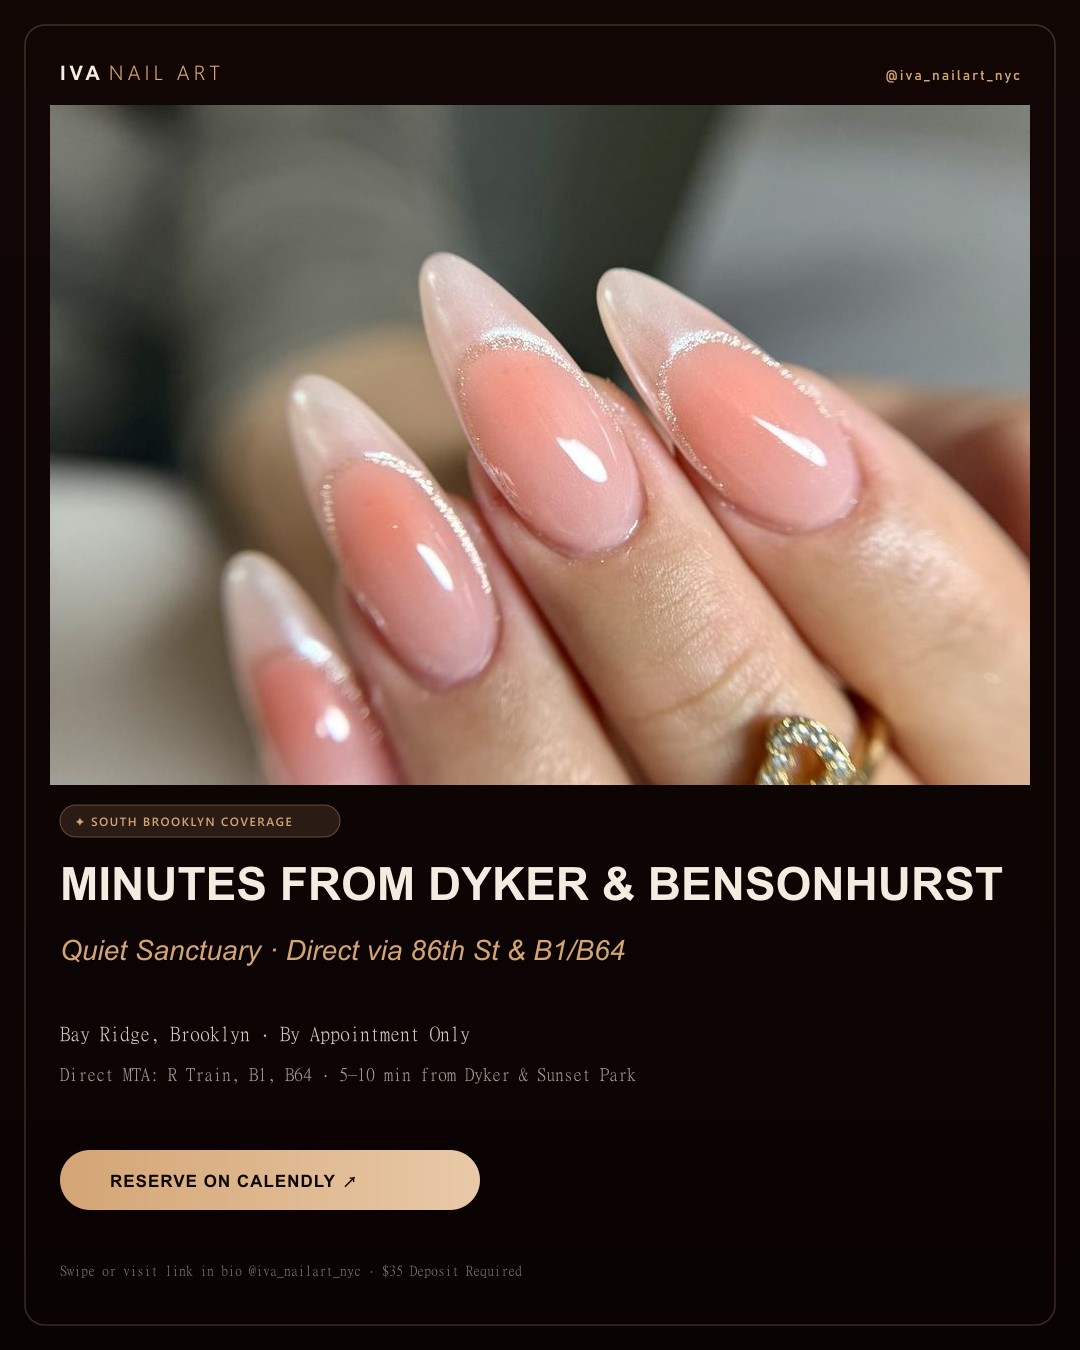 IVA NAIL ART
@iva_nailart_nyc
✦ SOUTH BROOKLYN COVERAGE
MINUTES FROM DYKER & BENSONHURST
Quiet Sanctuary · Direct via 86th St & B1/B64
Bay Ridge, Brooklyn · By Appointment Only
Direct MTA: R Train, B1, B64 · 5–10 min from Dyker & Sunset Park
RESERVE ON CALENDLY ↗
Swipe or visit link in bio @iva_nailart_nyc · $35 Deposit Required